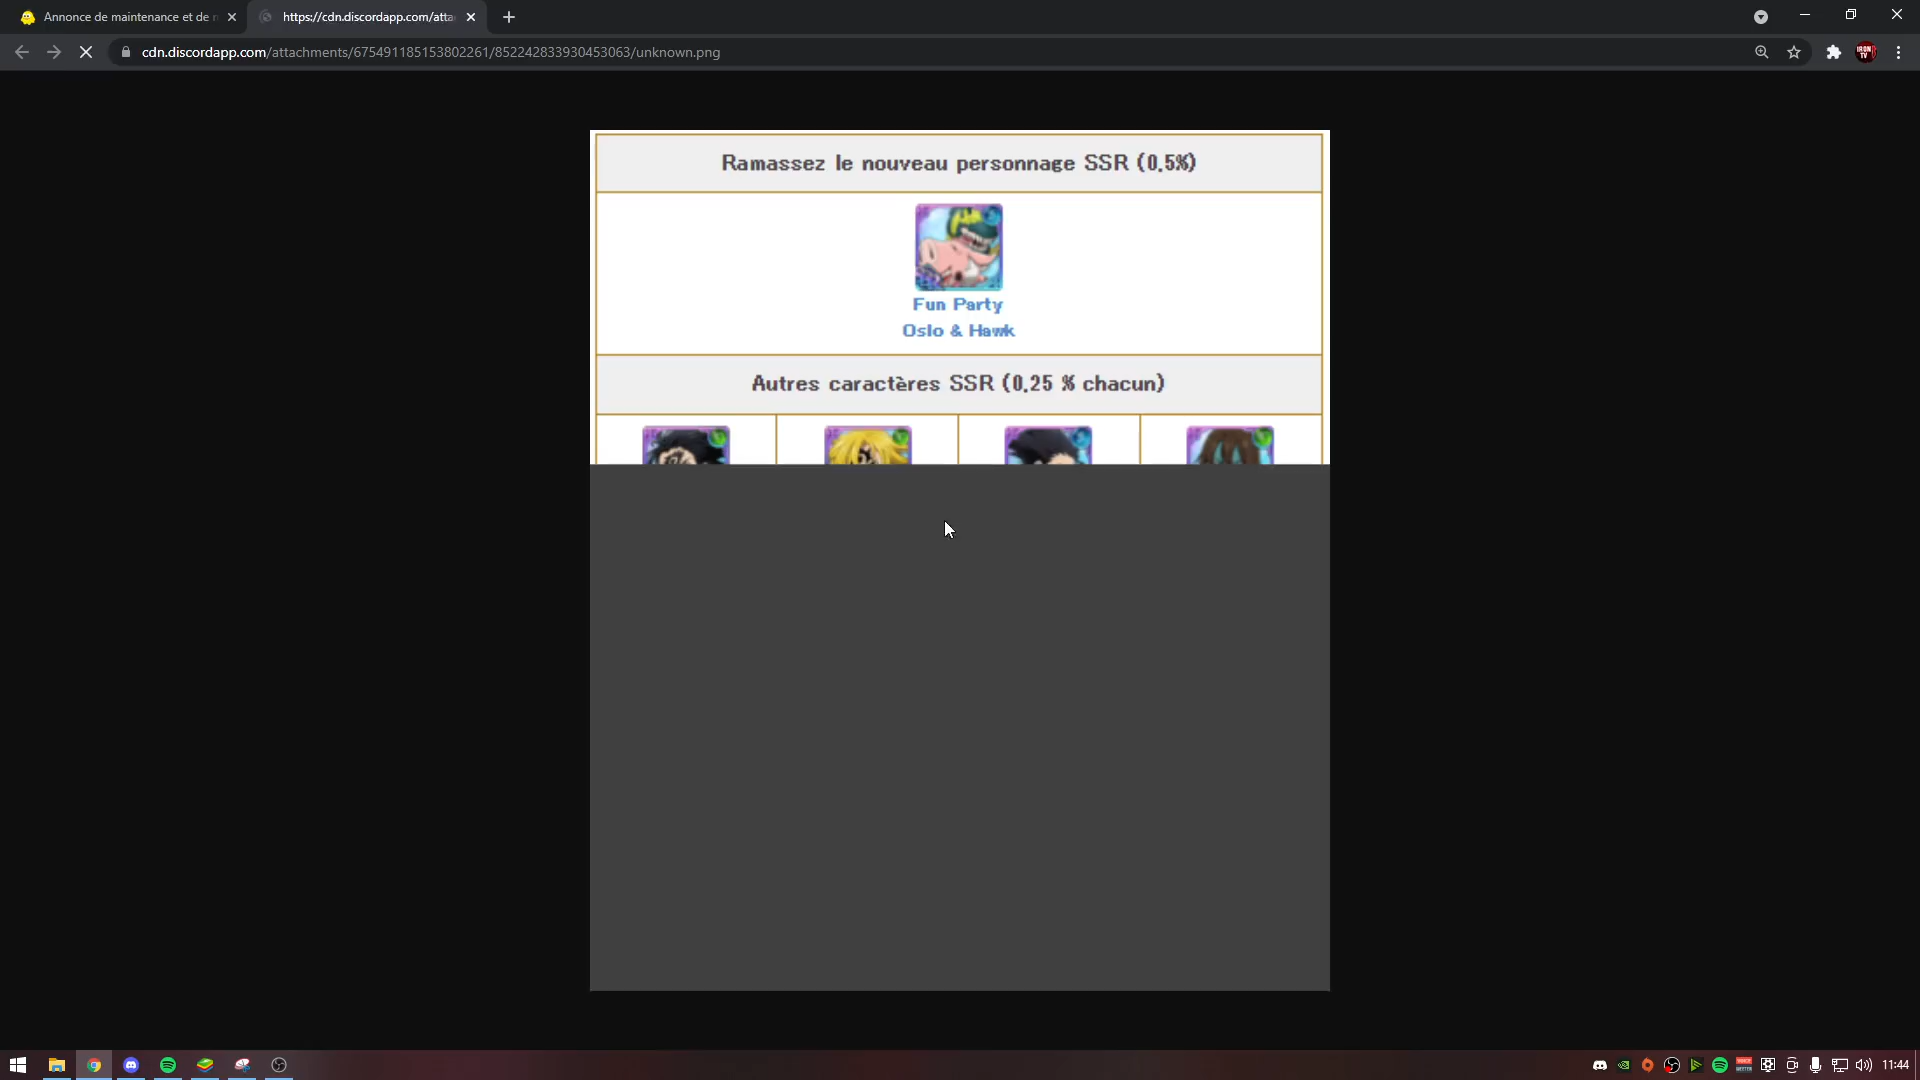 Annonce de maintenance et de
https://cdn.discordapp.com/atta
cdn.discordapp.com/attachments/675491185153802261/852242833930453063/unknown.png
Ramassez le nouveau personnage SSR (0,5%)
Fun Party
Oslo & Hawk
Autres caractères SSR (0,25 % chacun)
11:44